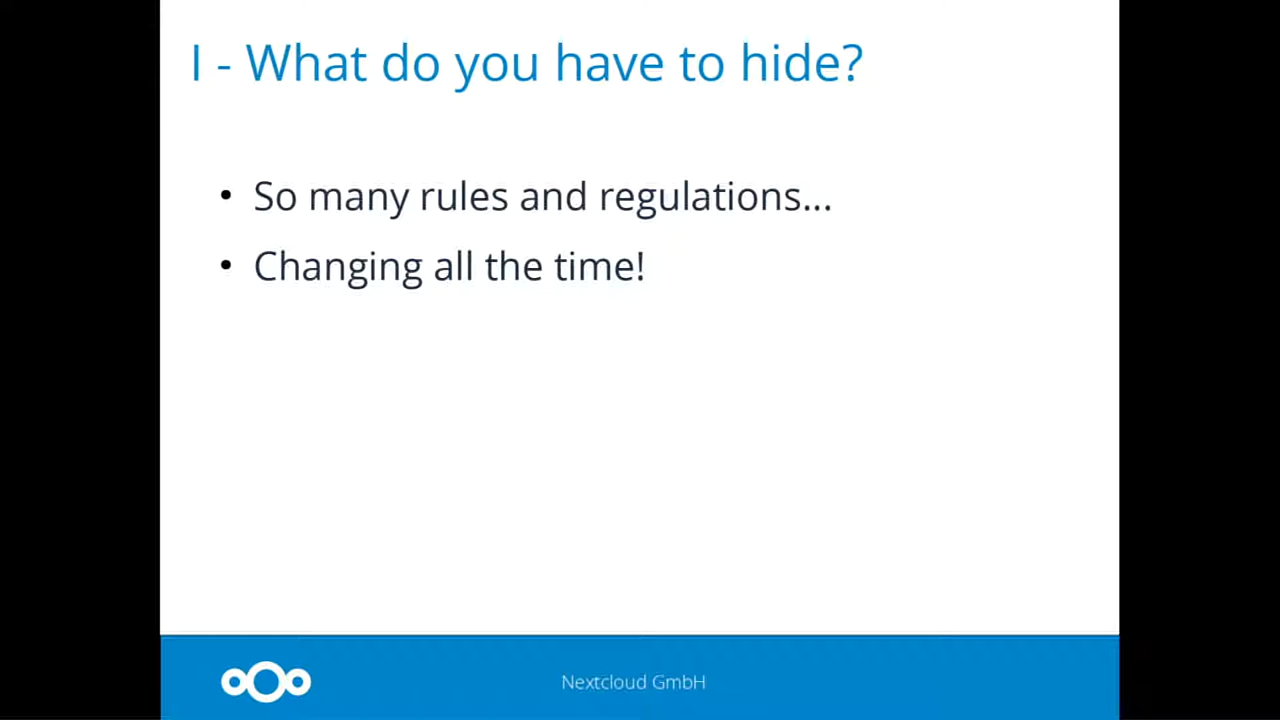 I - What do you have to hide?
• So many rules and regulations...
• Changing all the time!
Nextcloud GmbH